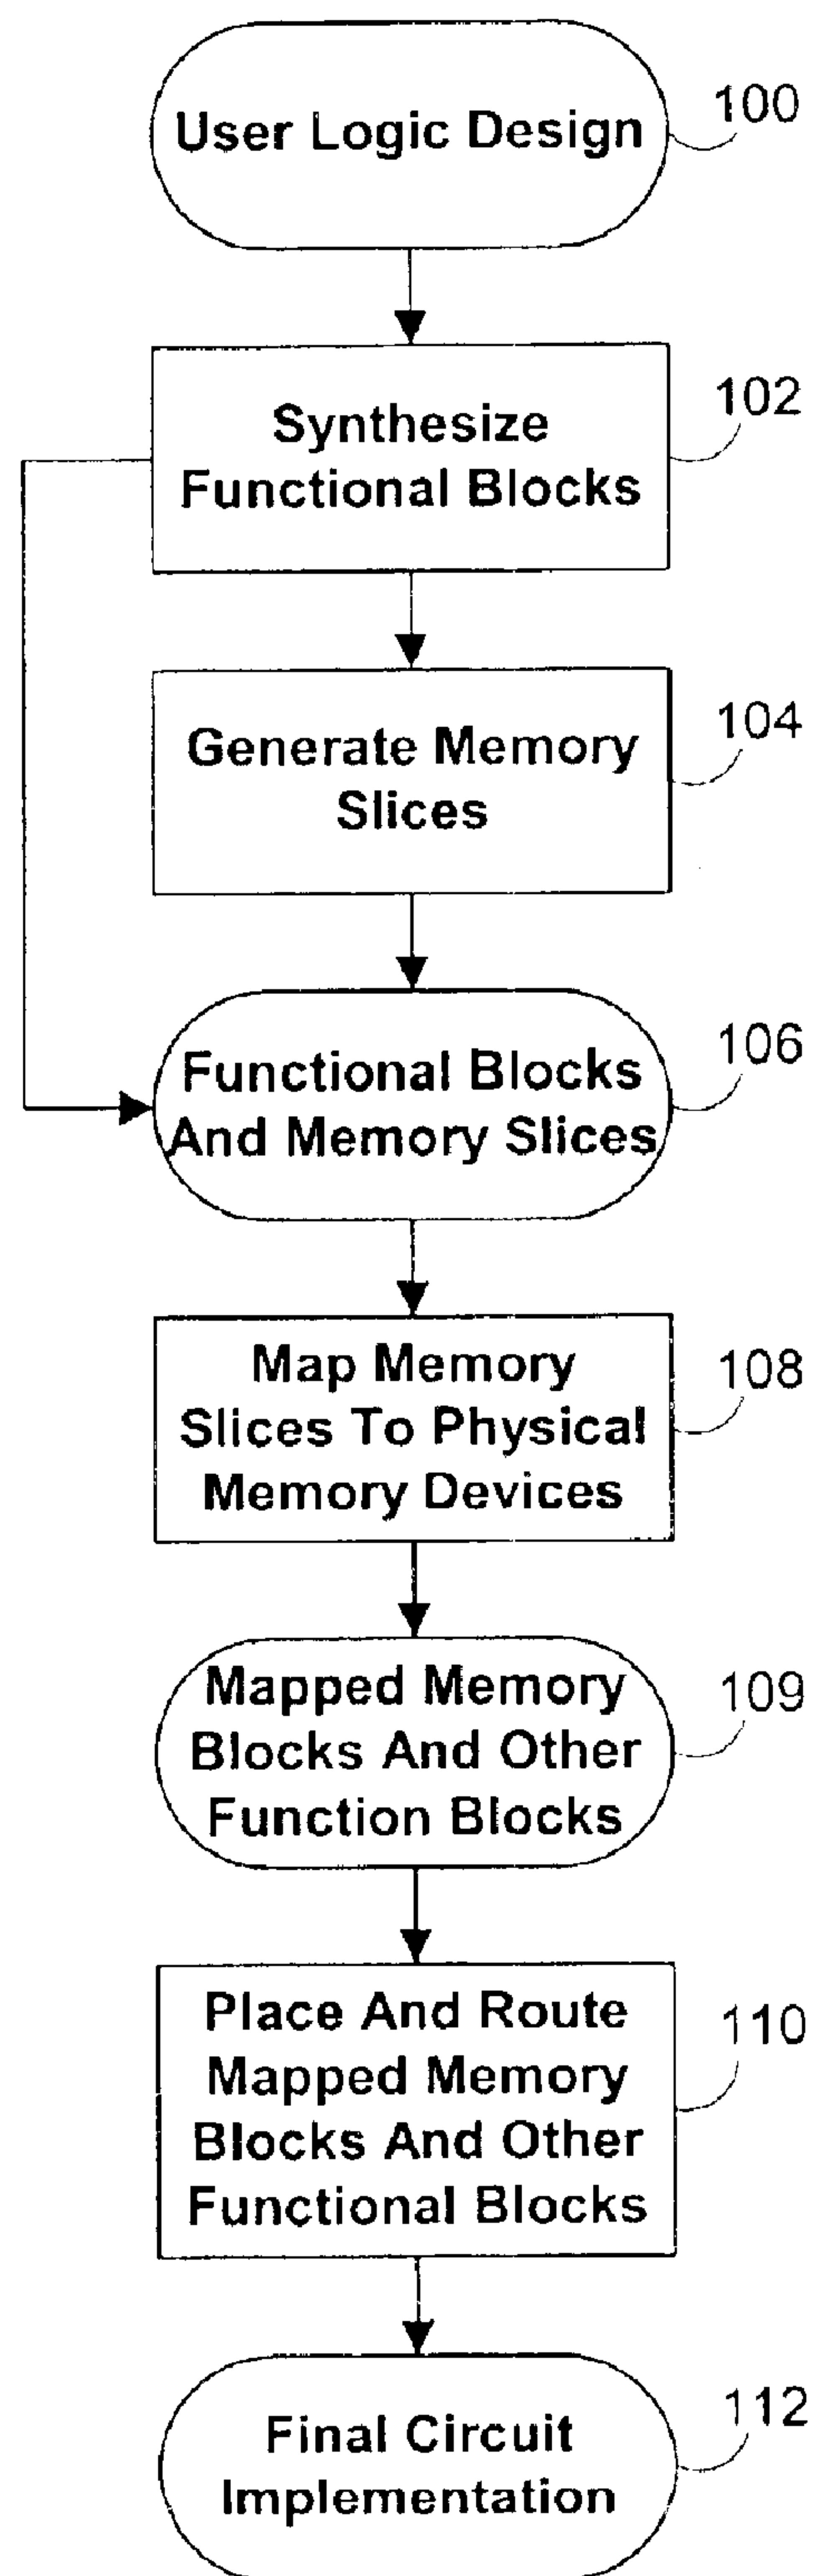 User Logic Design
100
Synthesize
Functional Blocks
102
Generate Memory
Slices
104
Functional Blocks
And Memory Slices
106
Map Memory
Slices To Physical
Memory Devices
108
Mapped Memory
Blocks And Other
Function Blocks
109
Place And Route
Mapped Memory
Blocks And Other
Functional Blocks
110
Final Circuit
Implementation
112